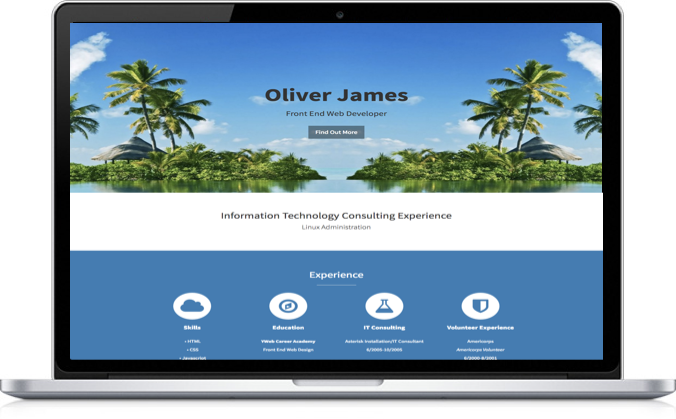 Oliver James
Front End Web Developer
Find Out More
Information Technology Consulting Experience
Linux Administration
Experience
Skills
Education
IT Consulting
Volunteer Experience
• HTML
YWeb Career Academy
Asterisk Installation/IT Consultant
Americorps
• CSS
Front End Web Design
8/2005-10/2005
Americorps Volunteer
• Javascript
9/2000-8/2001